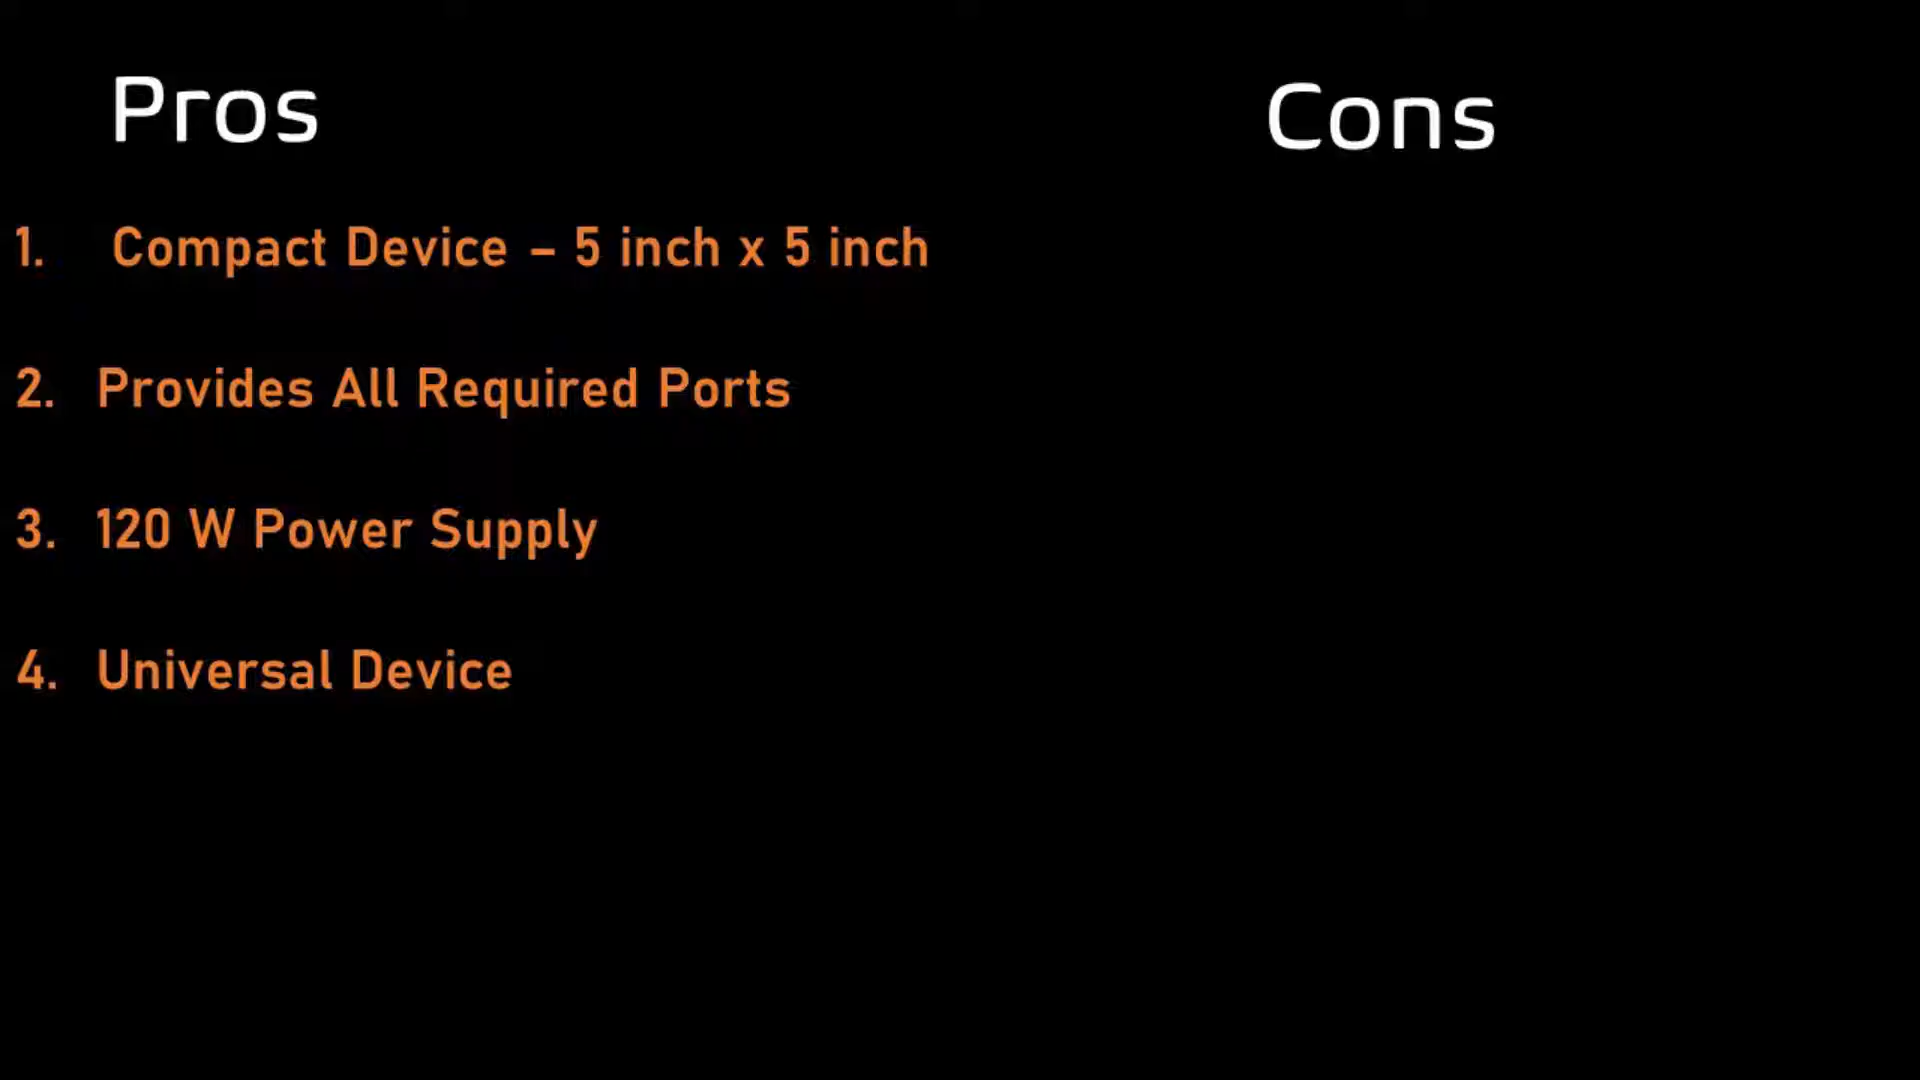 Pros
Cons
1. Compact Device – 5 inch x 5 inch
2. Provides All Required Ports
3. 120 W Power Supply
4. Universal Device